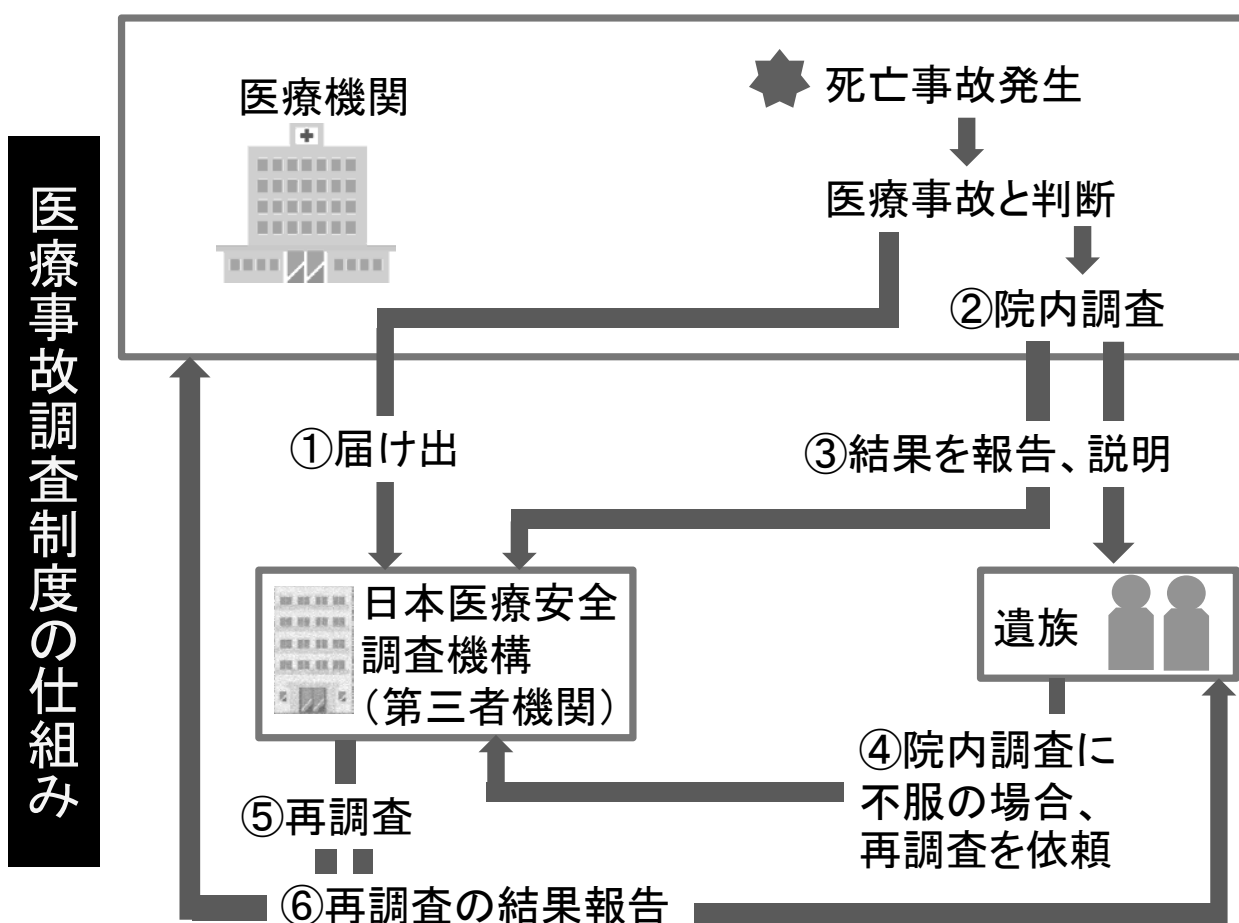 医療事故調査制度の仕組み
医療機関
死亡事故発生
医療事故と判断
②院内調査
①届け出
③結果を報告、説明
日本医療安全
調査機構
（第三者機関）
遺族
④院内調査に
不服の場合、
再調査を依頼
⑤再調査
⑥再調査の結果報告